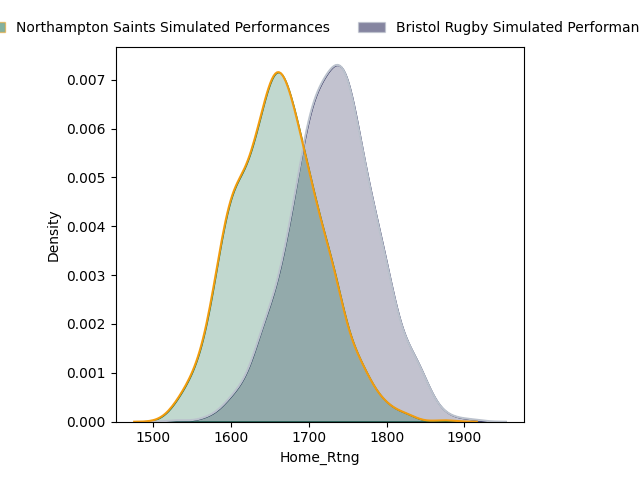 Northampton Saints Simulated Performances Bristol Rugby Simulated Performan
0.007
0.006
0.005
0.004
0.003
0.002
0.001
0.000
Density
1500 1600 1700 1800 1900
Home_Rtng